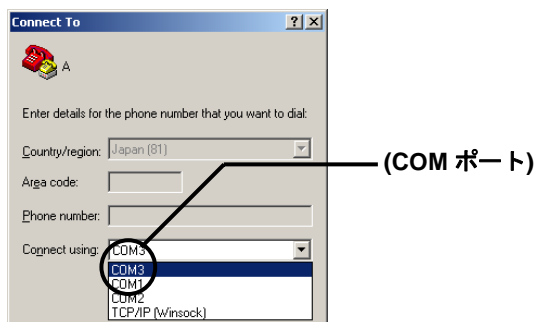 Connect To
A
Enter details for the phone number that you want to dial:
Country/region: Japan (81)
(COM ポート)
Area code:
Phone number:
Connect using: COM3
COM3
COM1
COM2
TCP/IP (Winsock)